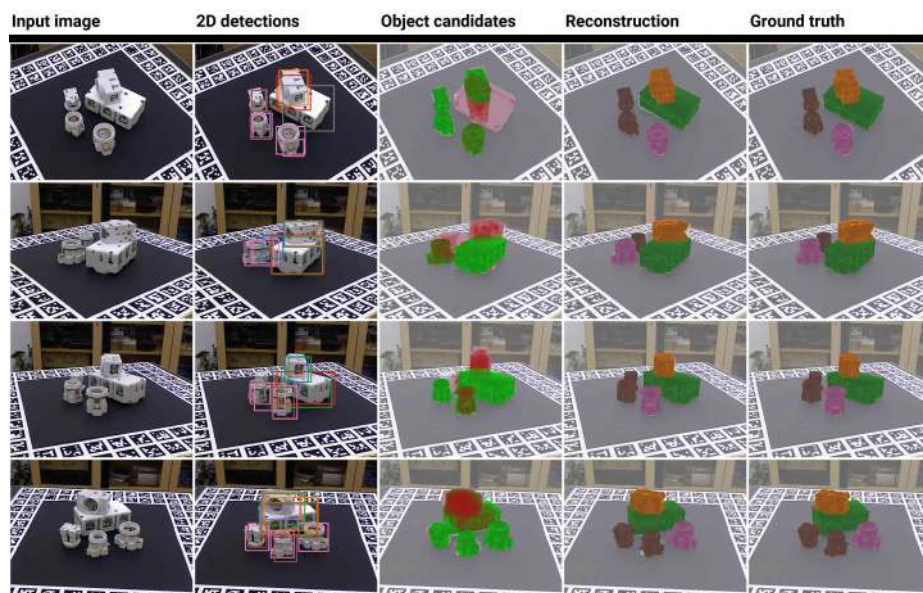 Input image
2D detections
Object candidates
Reconstruction
Ground truth